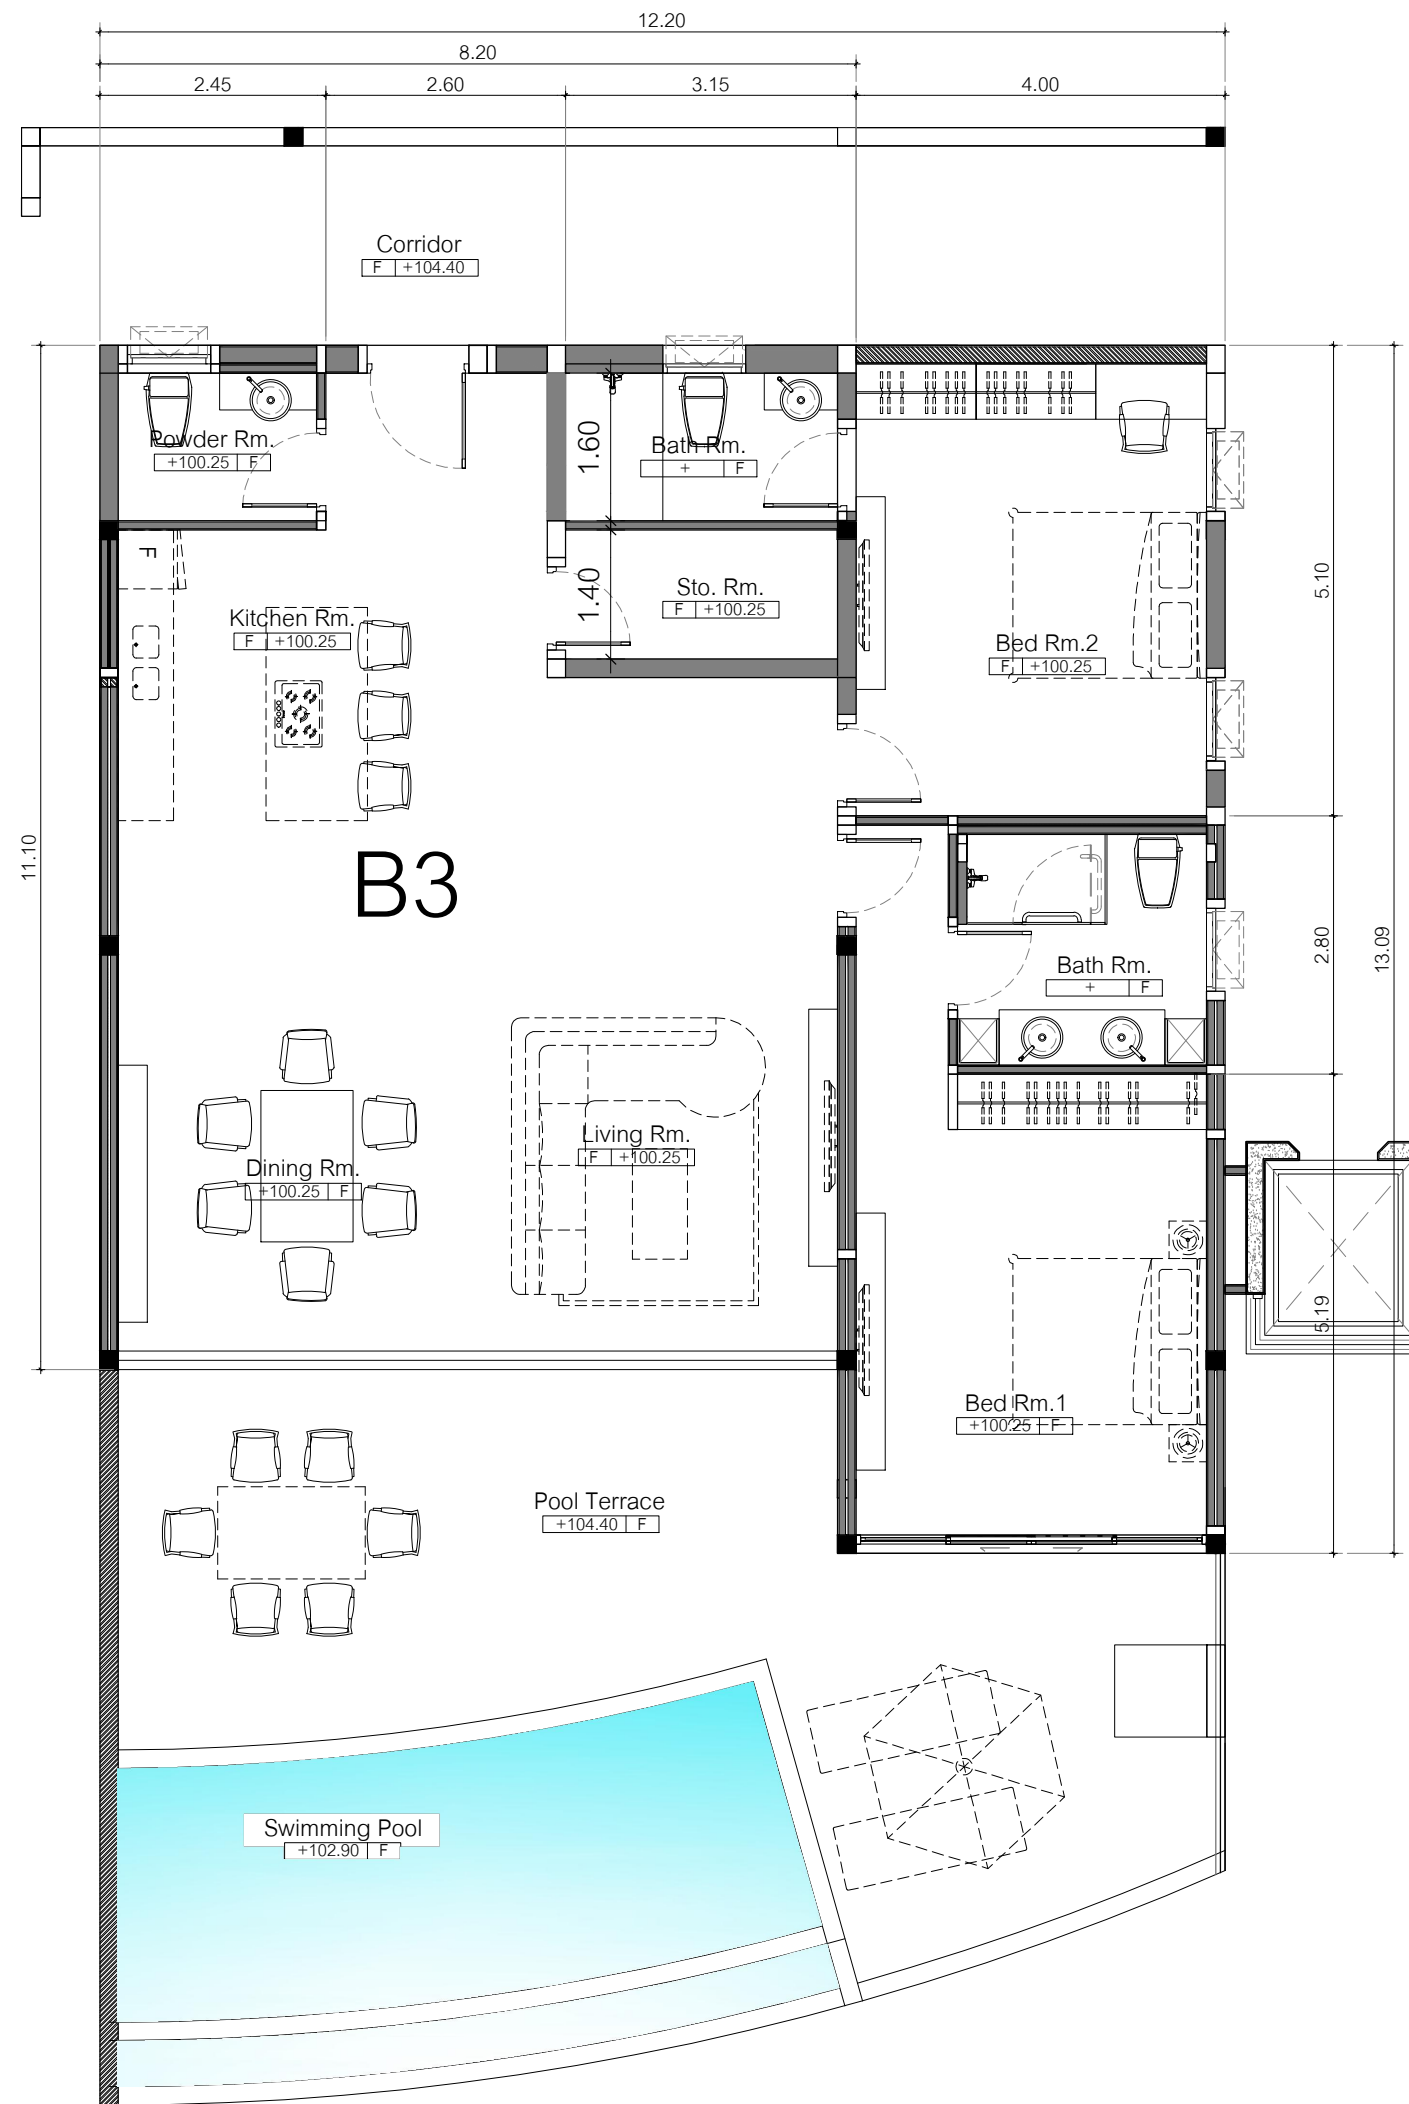 12.20
8.20
2.45
2.60
3.15
4.00
Corridor
F +104.40
Powder Rm.
+100.25 F
1.60
Bath Rm.
+ F
F
Kitchen Rm.
F +100.25
1.40
Sto. Rm.
F +100.25
Bed Rm.2
F +100.25
5.10
11.10
B3
2.80
13.09
Bath Rm.
+ F
Living Rm.
F +100.25
Dining Rm.
+100.25 F
5.19
Bed Rm.1
+100.25 F
Pool Terrace
+104.40 F
Swimming Pool
+102.90 F